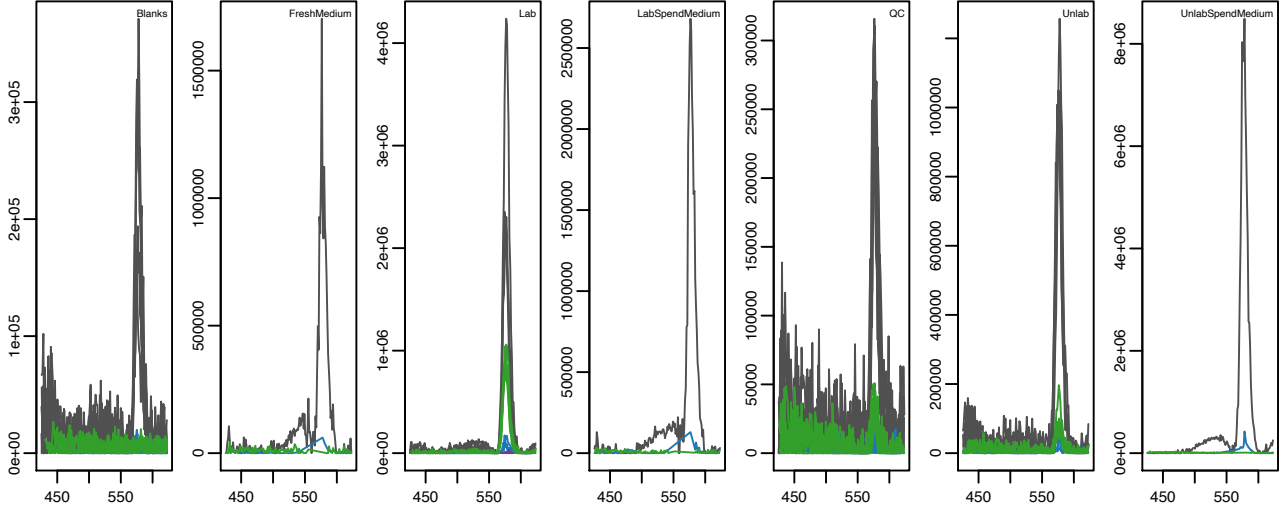 Blanks
0e+00
1e+05
2e+05
3e+05
450
550
FreshMedium
0
500000
1000000
1500000
450
550
Lab
0e+00
1e+06
2e+06
3e+06
4e+06
450
550
LabSpendMedium
0
500000
1000000
1500000
2000000
2500000
450
550
QC
0
50000
100000
150000
200000
250000
300000
450
550
Unlab
0
200000
400000
600000
800000
1000000
450
550
UnlabSpendMedium
0e+00
2e+06
4e+06
6e+06
8e+06
450
550